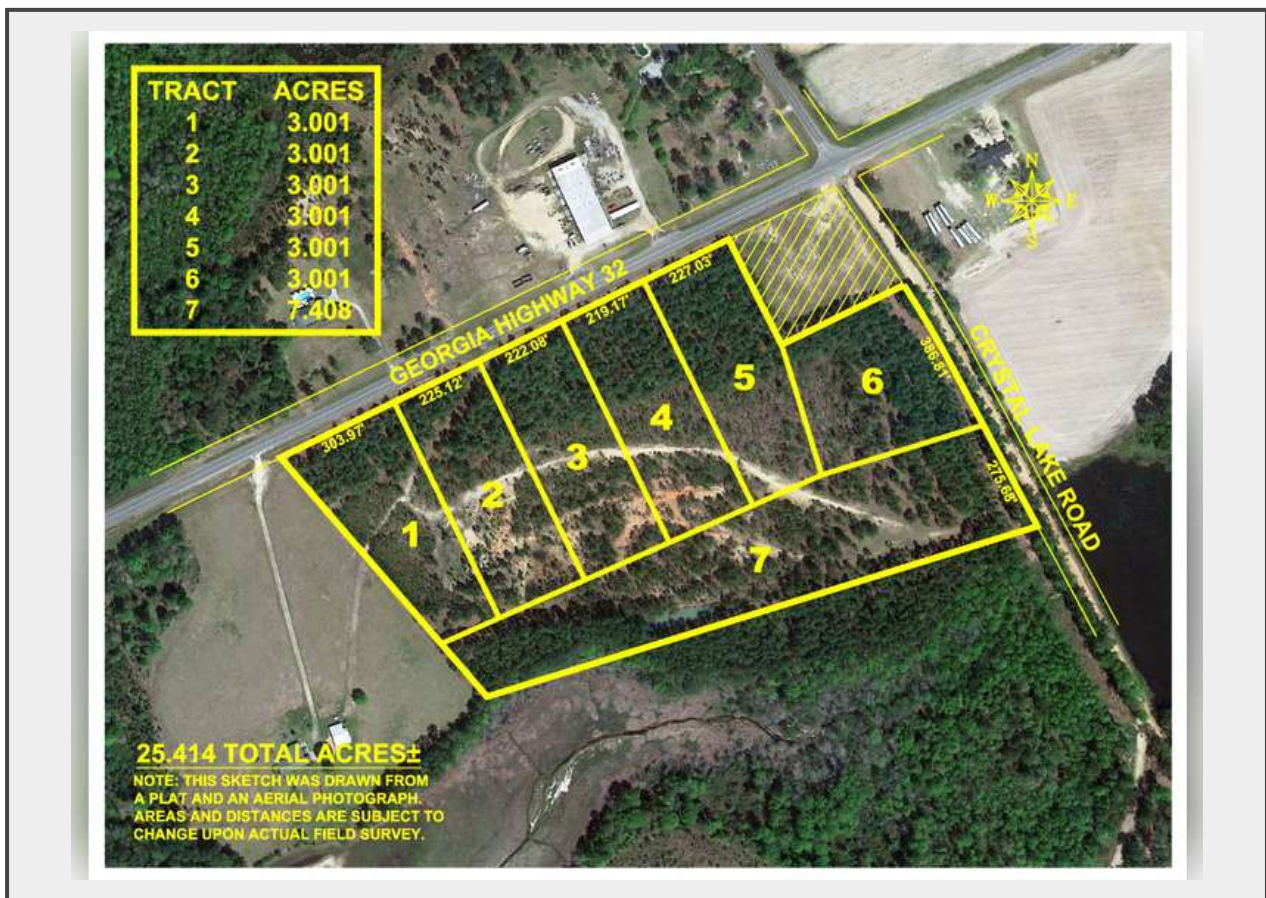 TRACT ACRES
1 3.001
2 3.001
3 3.001
4 3.001
5 3.001
6 3.001
7 7.408
N
W E
S
GEORGIA HIGHWAY 32
303.97'
225.12'
222.08'
219.17'
227.03'
386.81'
275.68'
CRYSTAL LAKE ROAD
1
2
3
4
5
6
7
25.414 TOTAL ACRES±
NOTE: THIS SKETCH WAS DRAWN FROM
A PLAT AND AN AERIAL PHOTOGRAPH.
AREAS AND DISTANCES ARE SUBJECT TO
CHANGE UPON ACTUAL FIELD SURVEY.